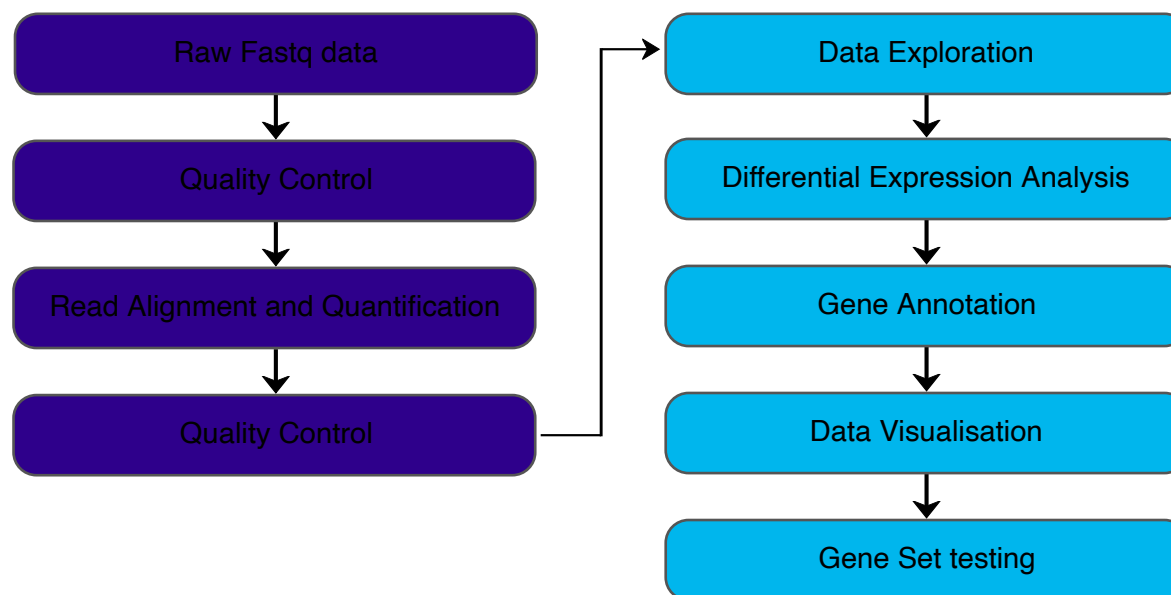 Raw Fastq data
Quality Control
Read Alignment and Quantification
Quality Control
Data Exploration
Differential Expression Analysis
Gene Annotation
Data Visualisation
Gene Set testing